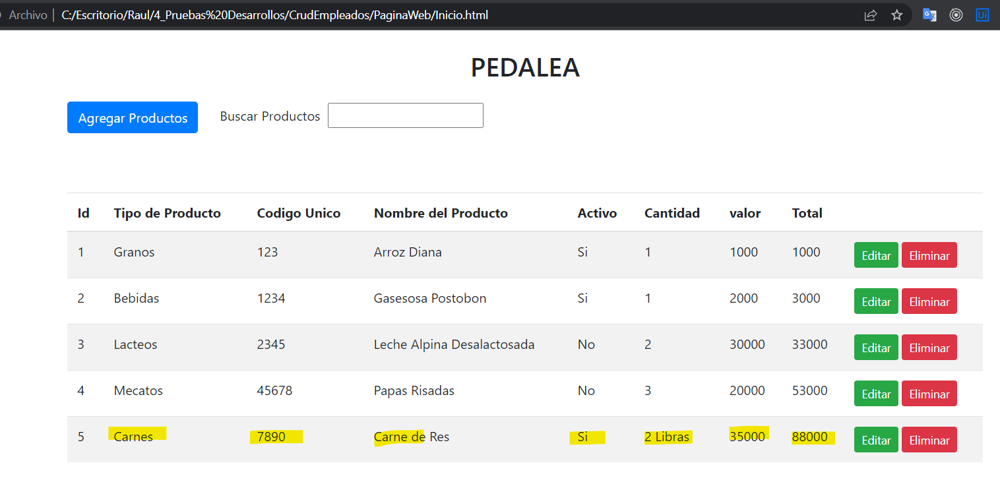 Archivo | C:/Escritorio/Raul/4_Pruebas%20Desarrollos/CrudEmpleados/PaginaWeb/Inicio.html
PEDALEA
Agregar Productos Buscar Productos
Id Tipo de Producto Codigo Unico Nombre del Producto Activo Cantidad valor Total
1 Granos 123 Arroz Diana Si 1 1000 1000 Editar Eliminar
2 Bebidas 1234 Gasesosa Postobon Si 1 2000 3000 Editar Eliminar
3 Lacteos 2345 Leche Alpina Desalactosada No 2 30000 33000 Editar Eliminar
4 Mecatos 45678 Papas Risadas No 3 20000 53000 Editar Eliminar
5 Carnes 7890 Carne de Res Si 2 Libras 35000 88000 Editar Eliminar